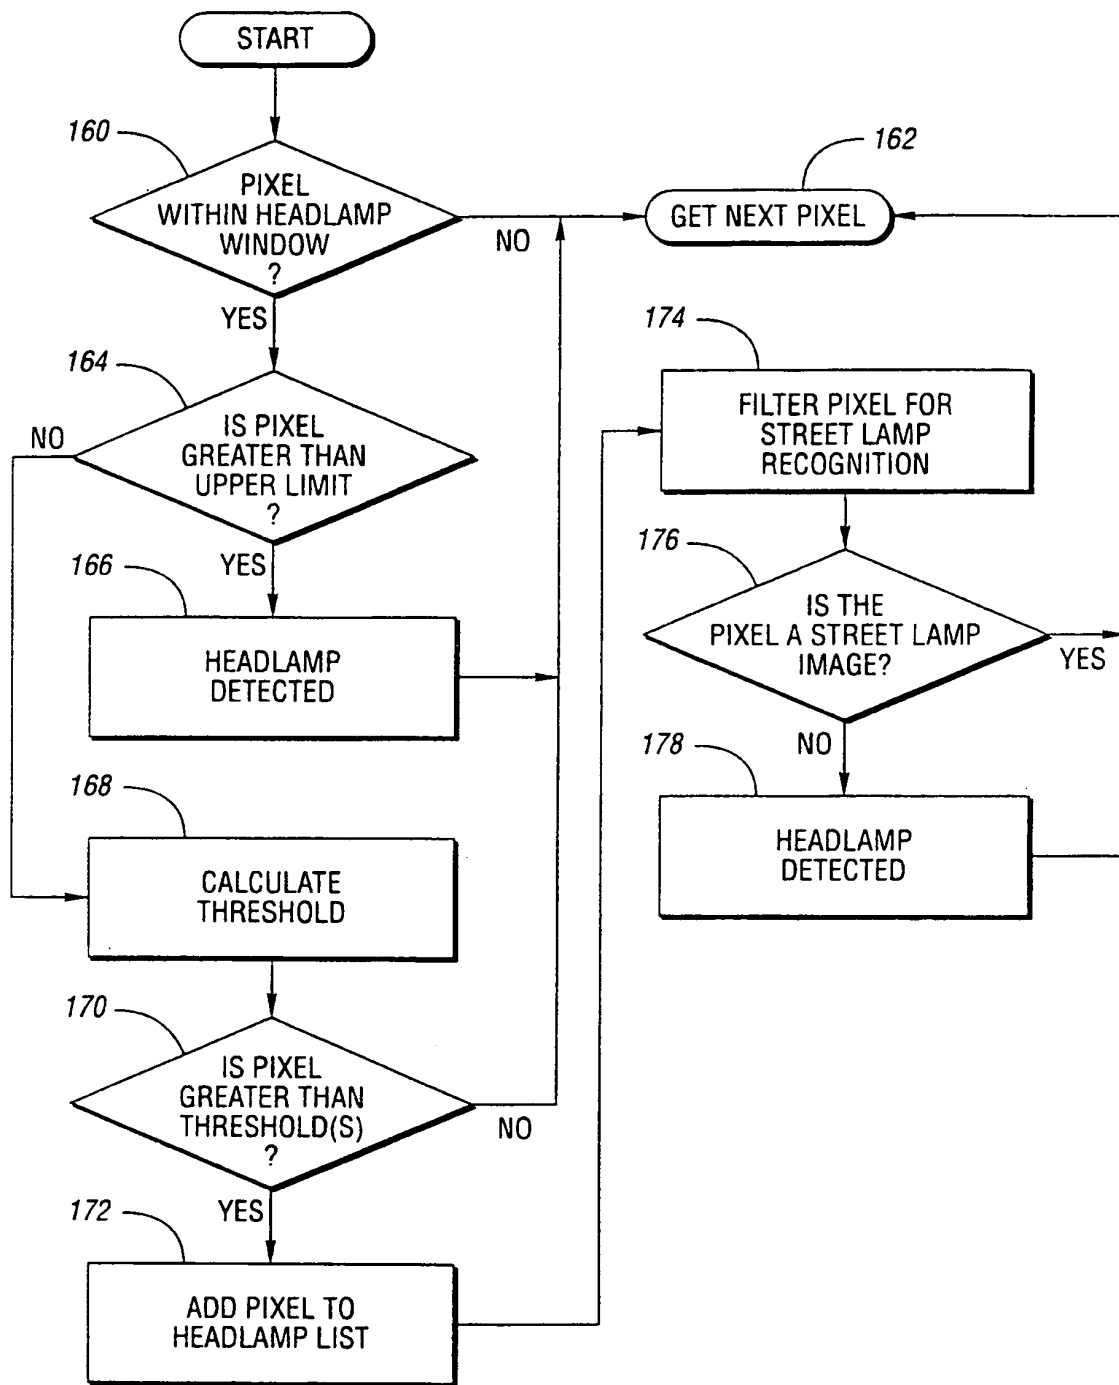 START
160
PIXEL
WITHIN HEADLAMP
WINDOW
?
NO
YES
162
GET NEXT PIXEL
164
IS PIXEL
GREATER THAN
UPPER LIMIT
?
NO
YES
166
HEADLAMP
DETECTED
168
CALCULATE
THRESHOLD
170
IS PIXEL
GREATER THAN
THRESHOLD(S)
?
NO
YES
172
ADD PIXEL TO
HEADLAMP LIST
174
FILTER PIXEL FOR
STREET LAMP
RECOGNITION
176
IS THE
PIXEL A STREET LAMP
IMAGE?
YES
NO
178
HEADLAMP
DETECTED